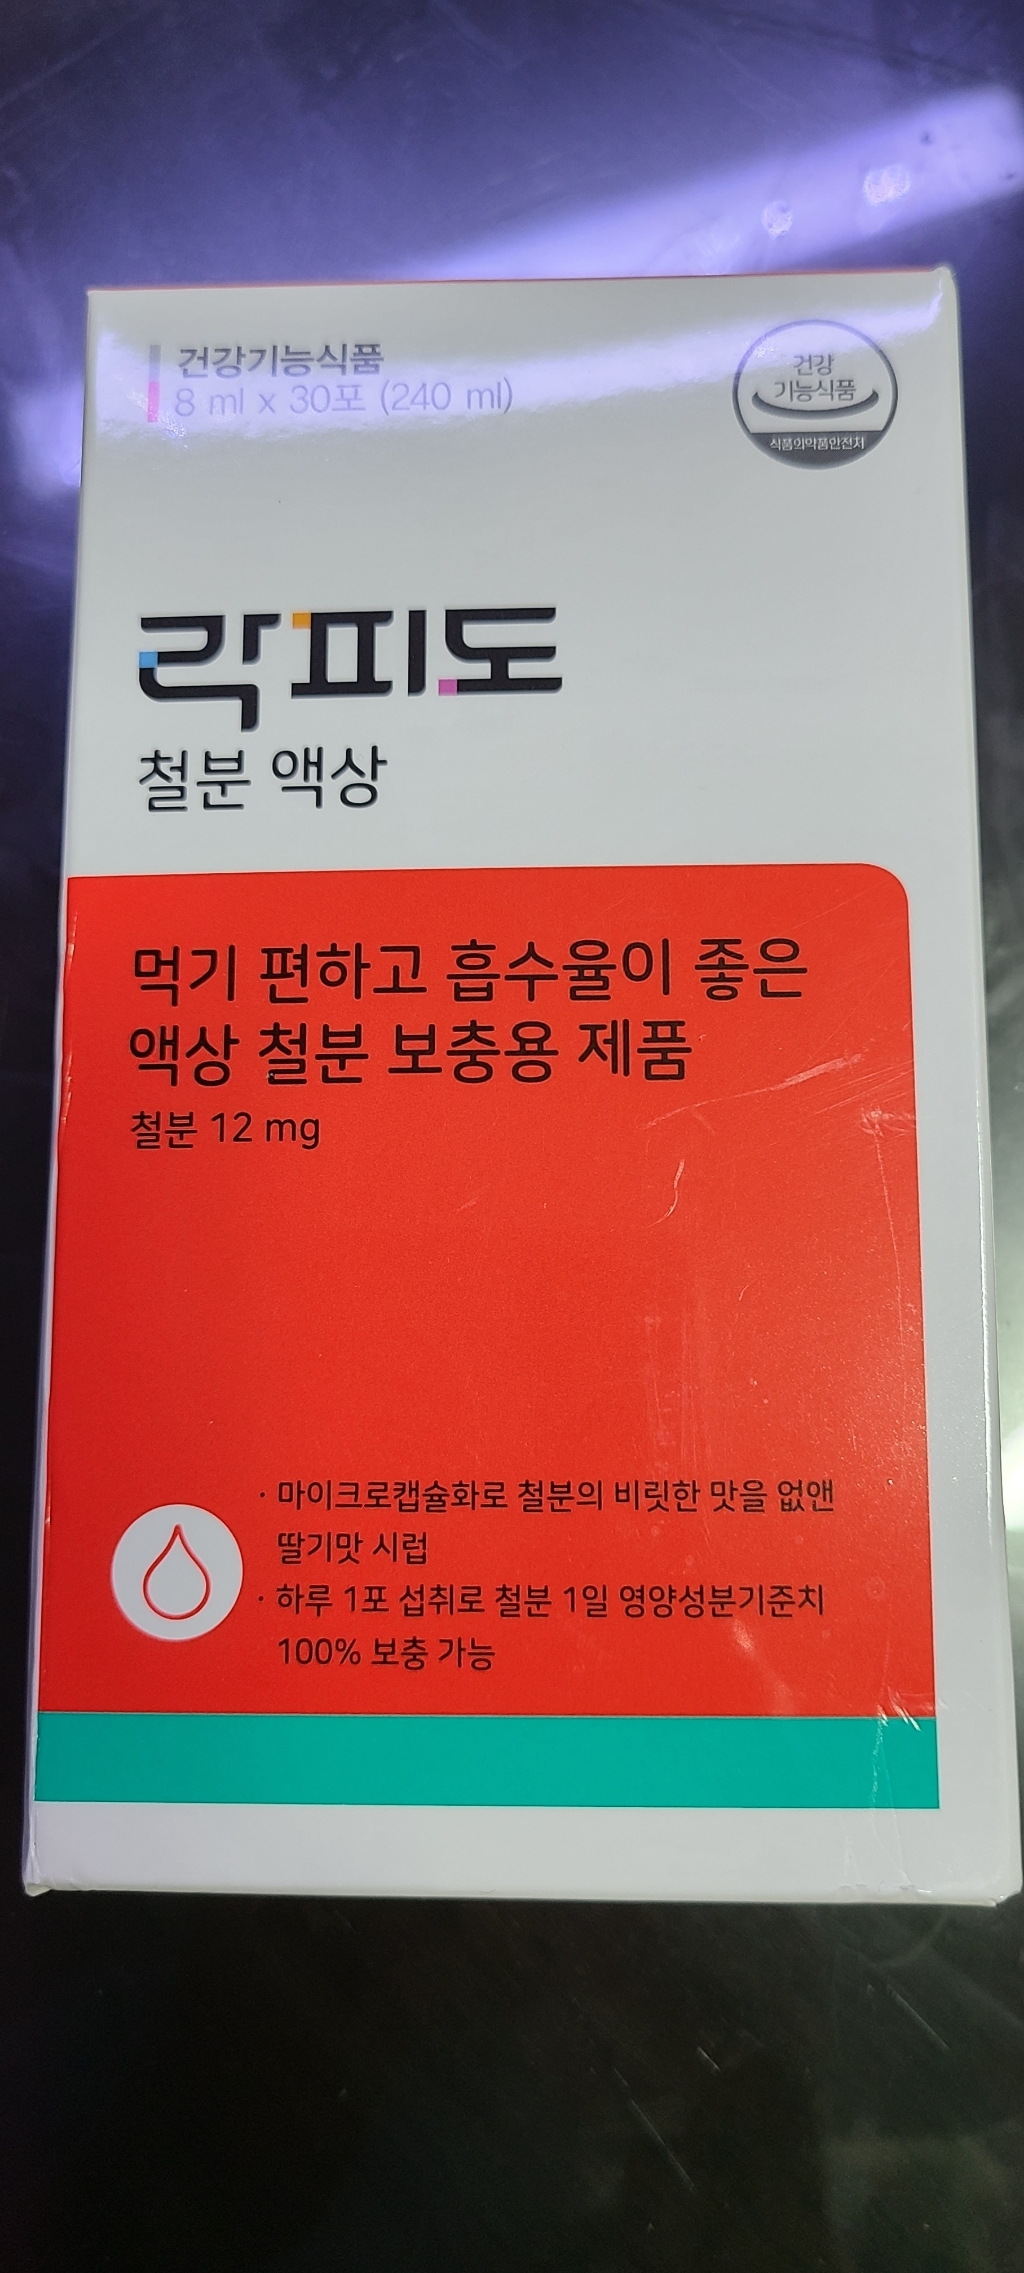 건강기능식품
8 ml x 30포 (240 ml)
건강
기능식품
식품의약품안전처
락피도
철분 액상
먹기 편하고 흡수율이 좋은
액상 철분 보충용 제품
철분 12 mg
· 마이크로캡슐화로 철분의 비릿한 맛을 없앤
딸기맛 시럽
· 하루 1포 섭취로 철분 1일 영양성분기준치
100% 보충 가능